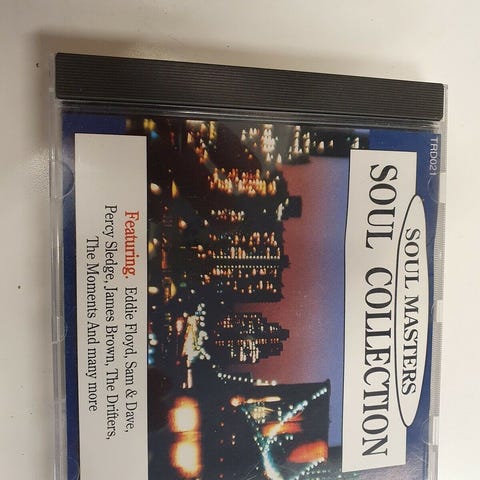 TRD021
SOUL MASTERS
SOUL COLLECTION
Featuring. Eddie Floyd, Sam & Dave,
Percy Sledge, James Brown, The Drifters,
The Moments And many more